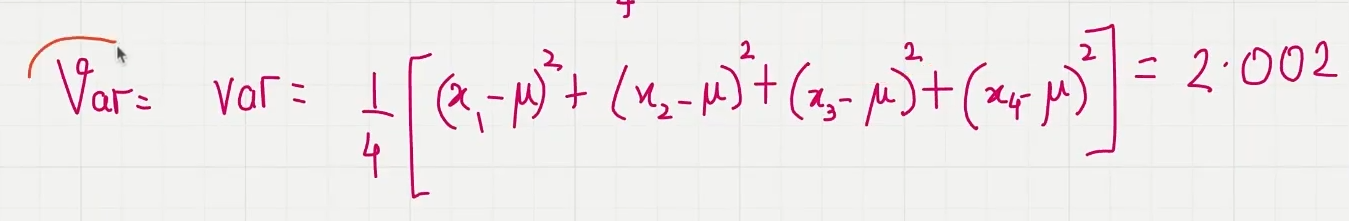 Var = var = 1/4 [(x₁ - μ)² + (x₂ - μ)² + (x₃ - μ)² + (x₄ - μ)²] = 2.002